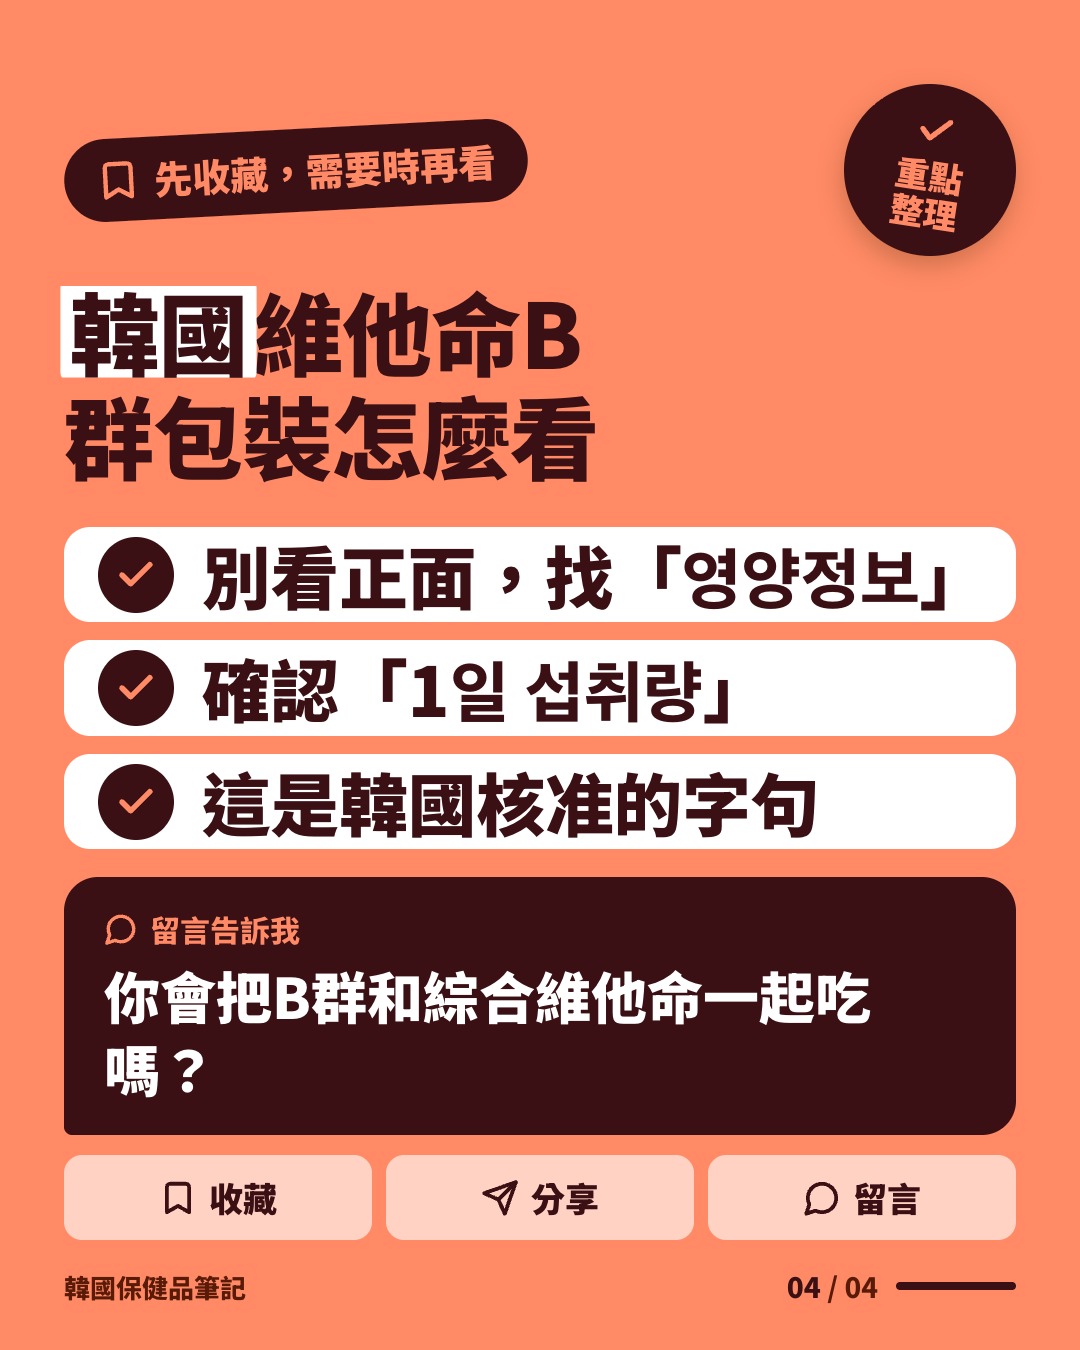 先收藏，需要時再看
重點
整理
韓國維他命B
群包裝怎麼看
別看正面，找「영양정보」
確認「1일 섭취량」
這是韓國核准的字句
留言告訴我
你會把B群和綜合維他命一起吃
嗎？
收藏
分享
留言
韓國保健品筆記
04 / 04